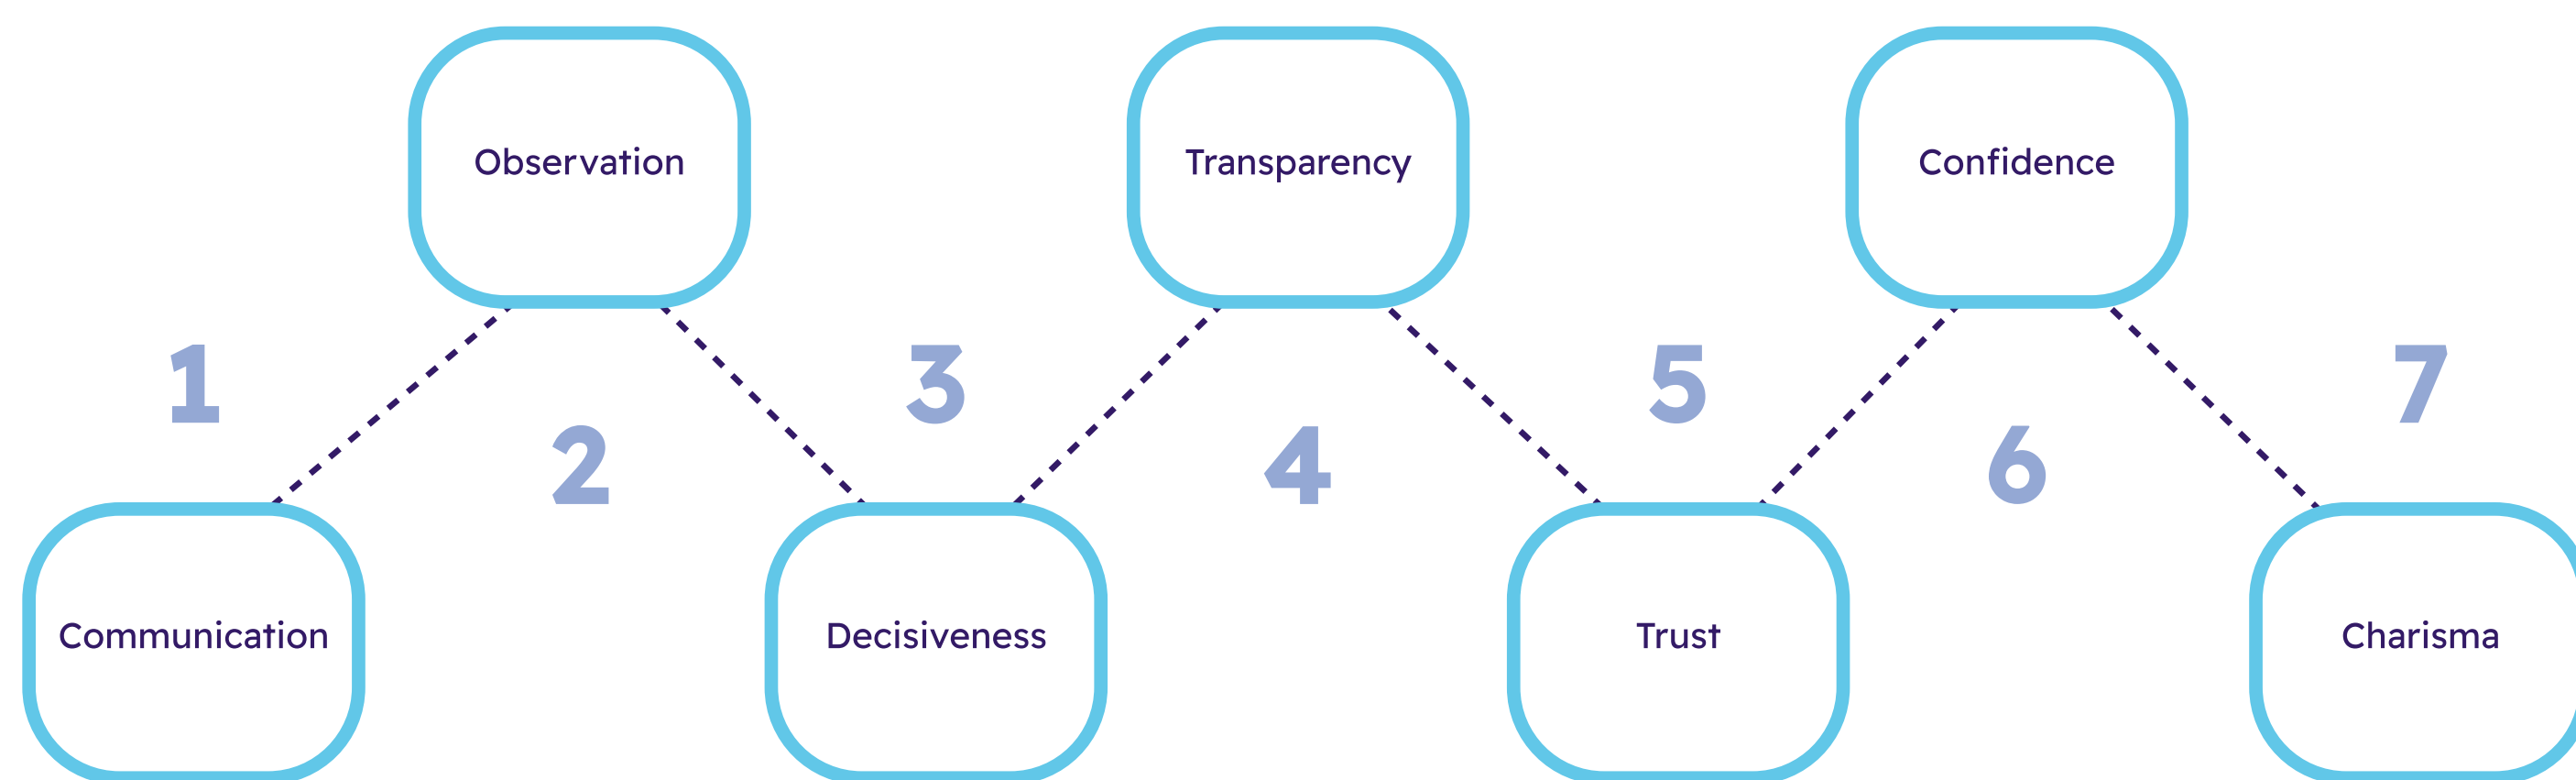 1
Communication
2
Observation
3
Decisiveness
4
Transparency
5
Trust
6
Confidence
7
Charisma